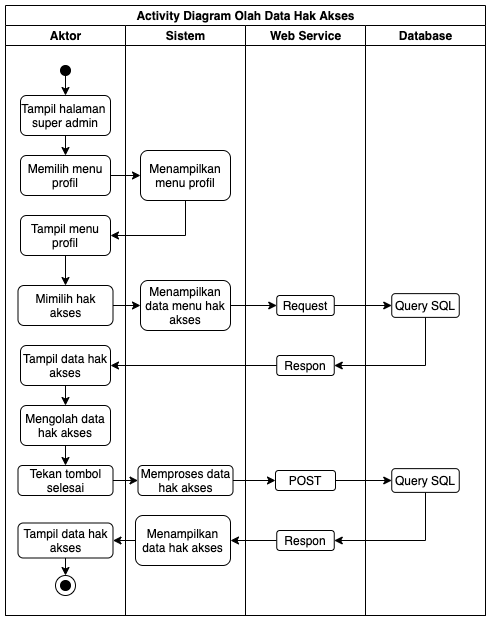 Activity Diagram Olah Data Hak Akses
Aktor
Sistem
Web Service
Database
Tampil halaman
super admin
Memilih menu
profil
Menampilkan
menu profil
Tampil menu
profil
Mimilih hak
akses
Menampilkan
data menu hak
akses
Request
Query SQL
Tampil data hak
akses
Respon
Mengolah data
hak akses
Tekan tombol
selesai
Memproses data
hak akses
POST
Query SQL
Tampil data hak
akses
Menampilkan
data hak akses
Respon